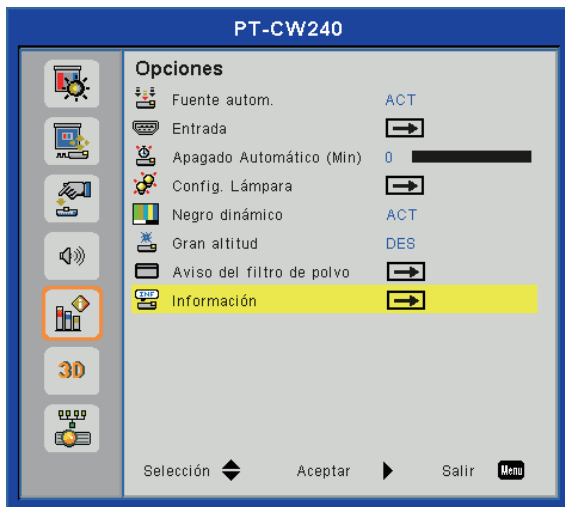 PT-CW240
Opciones
Fuente autom. ACT
Entrada
Apagado Automático (Min) 0
Config. Lámpara
Negro dinámico ACT
Gran altitud DES
Aviso del filtro de polvo
INF Información
3D
Selección Aceptar Salir Menu